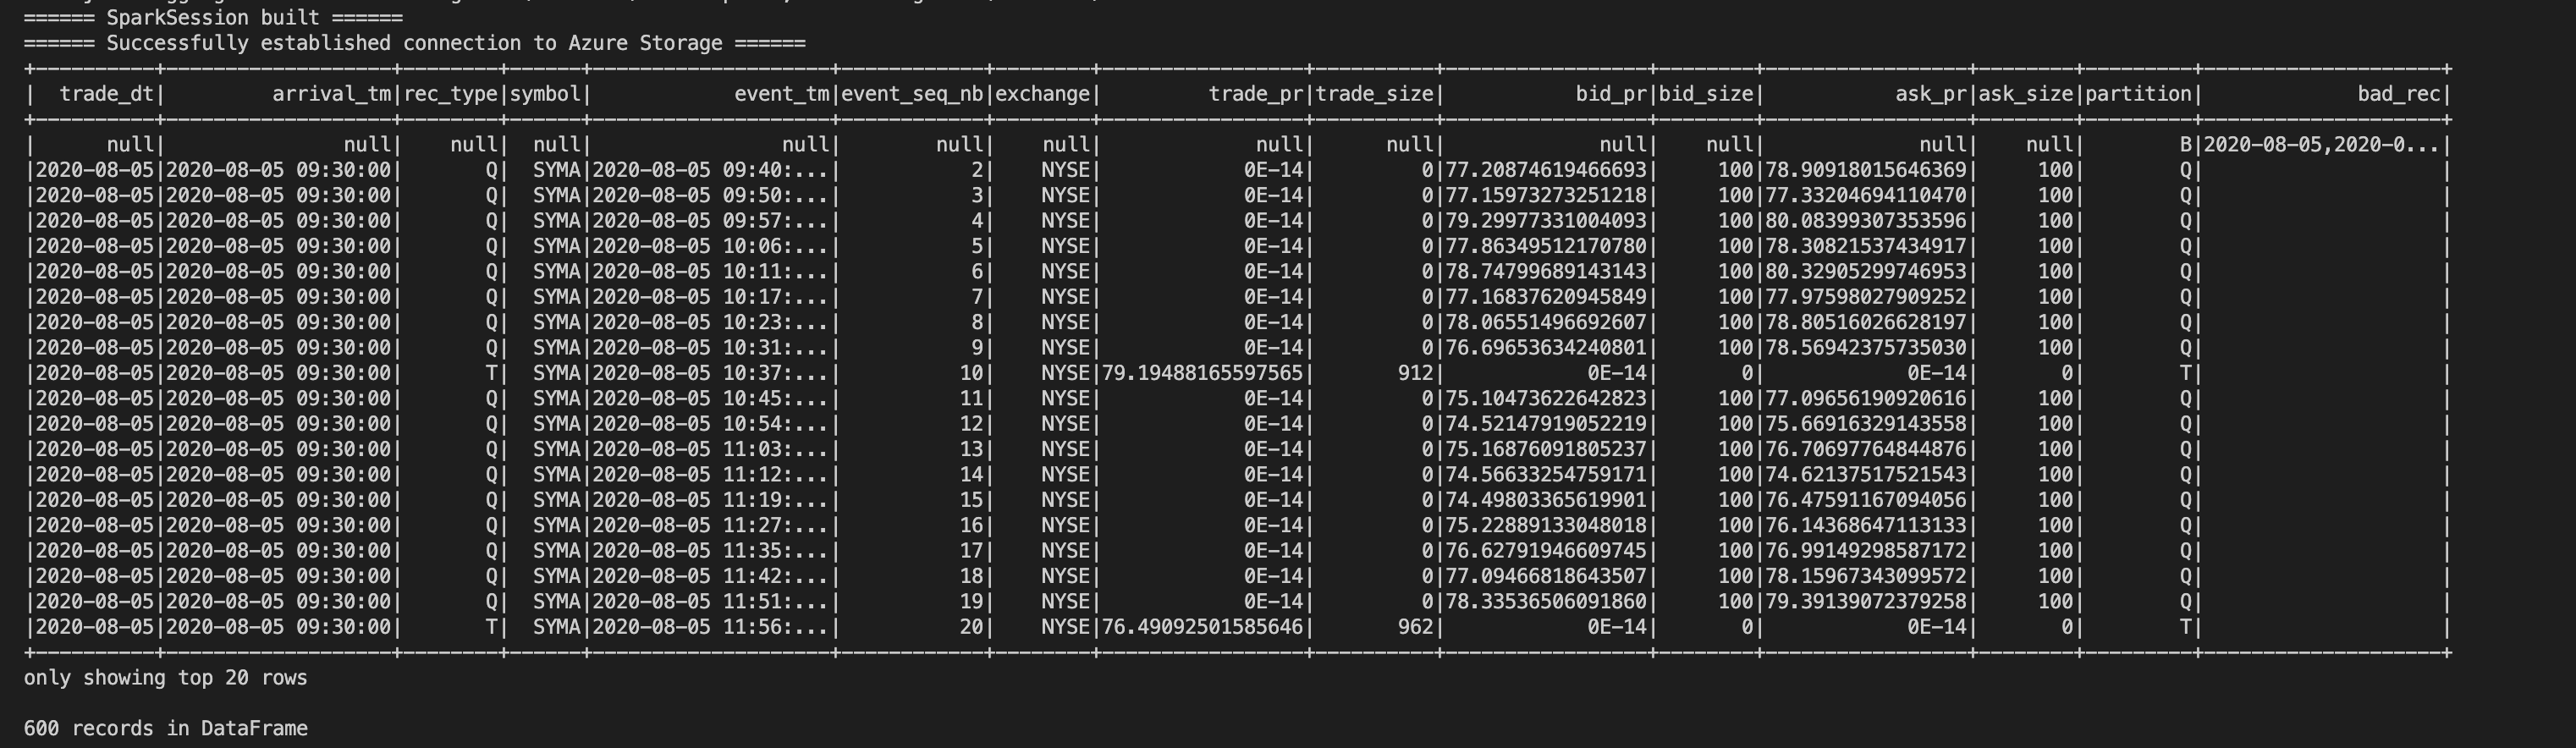 ====== SparkSession built ======
====== Successfully established connection to Azure Storage ======
+----------+-------------------+--------+------+--------------------+------------+--------+-----------------+----------+-----------------+--------+-----------------+--------+---------+--------------------+
|  trade_dt|         arrival_tm|rec_type|symbol|            event_tm|event_seq_nb|exchange|         trade_pr|trade_size|           bid_pr|bid_size|           ask_pr|ask_size|partition|             bad_rec|
+----------+-------------------+--------+------+--------------------+------------+--------+-----------------+----------+-----------------+--------+-----------------+--------+---------+--------------------+
|      null|               null|    null|  null|                null|        null|    null|             null|      null|             null|    null|             null|    null|        B|2020-08-05,2020-0...|
|2020-08-05|2020-08-05 09:30:00|       Q|  SYMA|2020-08-05 09:40:...|           2|    NYSE|            0E-14|         0|77.20874619466693|     100|78.90918015646369|     100|        Q|                    |
|2020-08-05|2020-08-05 09:30:00|       Q|  SYMA|2020-08-05 09:50:...|           3|    NYSE|            0E-14|         0|77.15973273251218|     100|77.33204694110470|     100|        Q|                    |
|2020-08-05|2020-08-05 09:30:00|       Q|  SYMA|2020-08-05 09:57:...|           4|    NYSE|            0E-14|         0|79.29977331004093|     100|80.08399307353596|     100|        Q|                    |
|2020-08-05|2020-08-05 09:30:00|       Q|  SYMA|2020-08-05 10:06:...|           5|    NYSE|            0E-14|         0|77.86349512170780|     100|78.30821537434917|     100|        Q|                    |
|2020-08-05|2020-08-05 09:30:00|       Q|  SYMA|2020-08-05 10:11:...|           6|    NYSE|            0E-14|         0|78.74799689143143|     100|80.32905299746953|     100|        Q|                    |
|2020-08-05|2020-08-05 09:30:00|       Q|  SYMA|2020-08-05 10:17:...|           7|    NYSE|            0E-14|         0|77.16837620945849|     100|77.97598027909252|     100|        Q|                    |
|2020-08-05|2020-08-05 09:30:00|       Q|  SYMA|2020-08-05 10:23:...|           8|    NYSE|            0E-14|         0|78.06551496692607|     100|78.80516026628197|     100|        Q|                    |
|2020-08-05|2020-08-05 09:30:00|       Q|  SYMA|2020-08-05 10:31:...|           9|    NYSE|            0E-14|         0|76.69653634240801|     100|78.56942375735030|     100|        Q|                    |
|2020-08-05|2020-08-05 09:30:00|       T|  SYMA|2020-08-05 10:37:...|          10|    NYSE|79.19488165597565|       912|            0E-14|       0|            0E-14|       0|        T|                    |
|2020-08-05|2020-08-05 09:30:00|       Q|  SYMA|2020-08-05 10:45:...|          11|    NYSE|            0E-14|         0|75.10473622642823|     100|77.09656190920616|     100|        Q|                    |
|2020-08-05|2020-08-05 09:30:00|       Q|  SYMA|2020-08-05 10:54:...|          12|    NYSE|            0E-14|         0|74.52147919052219|     100|75.66916329143558|     100|        Q|                    |
|2020-08-05|2020-08-05 09:30:00|       Q|  SYMA|2020-08-05 11:03:...|          13|    NYSE|            0E-14|         0|75.16876091805237|     100|76.70697764844876|     100|        Q|                    |
|2020-08-05|2020-08-05 09:30:00|       Q|  SYMA|2020-08-05 11:12:...|          14|    NYSE|            0E-14|         0|74.56633254759171|     100|74.62137517521543|     100|        Q|                    |
|2020-08-05|2020-08-05 09:30:00|       Q|  SYMA|2020-08-05 11:19:...|          15|    NYSE|            0E-14|         0|74.49803365619901|     100|76.47591167094056|     100|        Q|                    |
|2020-08-05|2020-08-05 09:30:00|       Q|  SYMA|2020-08-05 11:27:...|          16|    NYSE|            0E-14|         0|75.22889133048018|     100|76.14368647113133|     100|        Q|                    |
|2020-08-05|2020-08-05 09:30:00|       Q|  SYMA|2020-08-05 11:35:...|          17|    NYSE|            0E-14|         0|76.62791946609745|     100|76.99149298587172|     100|        Q|                    |
|2020-08-05|2020-08-05 09:30:00|       Q|  SYMA|2020-08-05 11:42:...|          18|    NYSE|            0E-14|         0|77.09466818643507|     100|78.15967343099572|     100|        Q|                    |
|2020-08-05|2020-08-05 09:30:00|       Q|  SYMA|2020-08-05 11:51:...|          19|    NYSE|            0E-14|         0|78.33536506091860|     100|79.39139072379258|     100|        Q|                    |
|2020-08-05|2020-08-05 09:30:00|       T|  SYMA|2020-08-05 11:56:...|          20|    NYSE|76.49092501585646|       962|            0E-14|       0|            0E-14|       0|        T|                    |
+----------+-------------------+--------+------+--------------------+------------+--------+-----------------+----------+-----------------+--------+-----------------+--------+---------+--------------------+
only showing top 20 rows
600 records in DataFrame